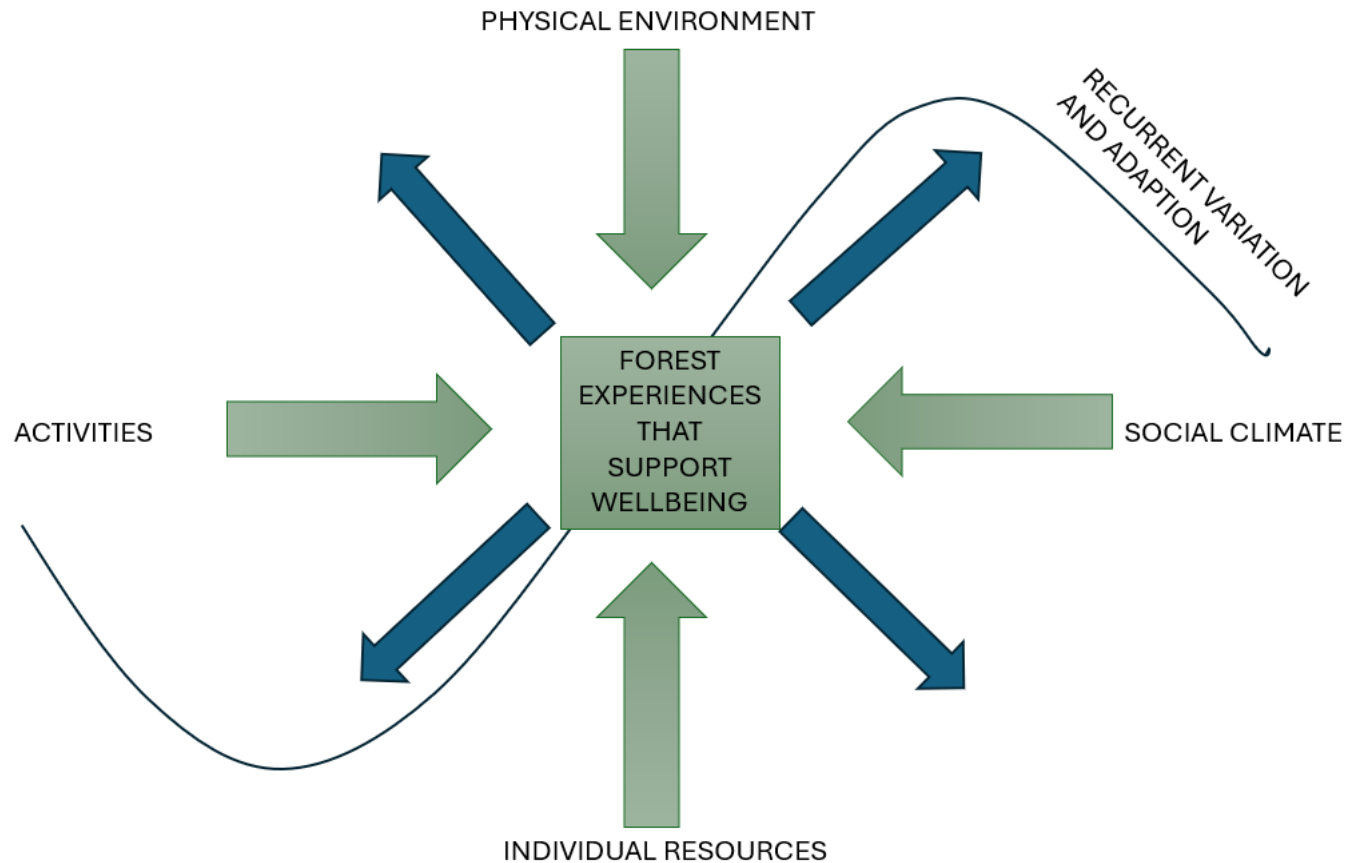 PHYSICAL ENVIRONMENT
RECURRENT VARIATION
AND ADAPTION
FOREST
EXPERIENCES
THAT
SUPPORT
WELLBEING
ACTIVITIES
SOCIAL CLIMATE
INDIVIDUAL RESOURCES